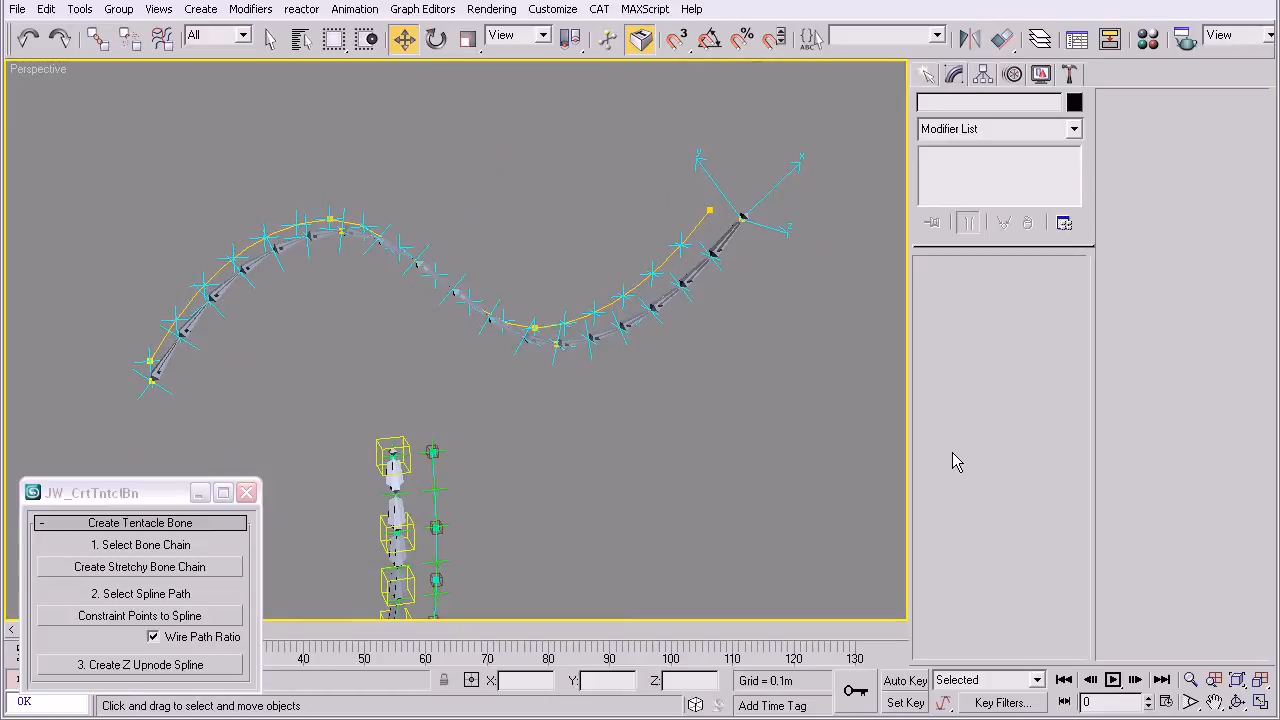 File Edit Tools Group Views Create Modifiers reactor Animation Graph Editors Rendering Customize CAT MAXScript Help
All View 3 % ABC View
Perspective
Modifier List
y x z
JW_CrtTntclBn
- Create Tentacle Bone
1. Select Bone Chain
Create Stretchy Bone Chain
2. Select Spline Path
Constraint Points to Spline
Wire Path Ratio
3. Create Z Upnode Spline
40 50 60 70 80 90 100 110 120 130
X: Y: Z: Grid = 0.1m Auto Key Selected
OK Click and drag to select and move objects Add Time Tag Set Key Key Filters... 0